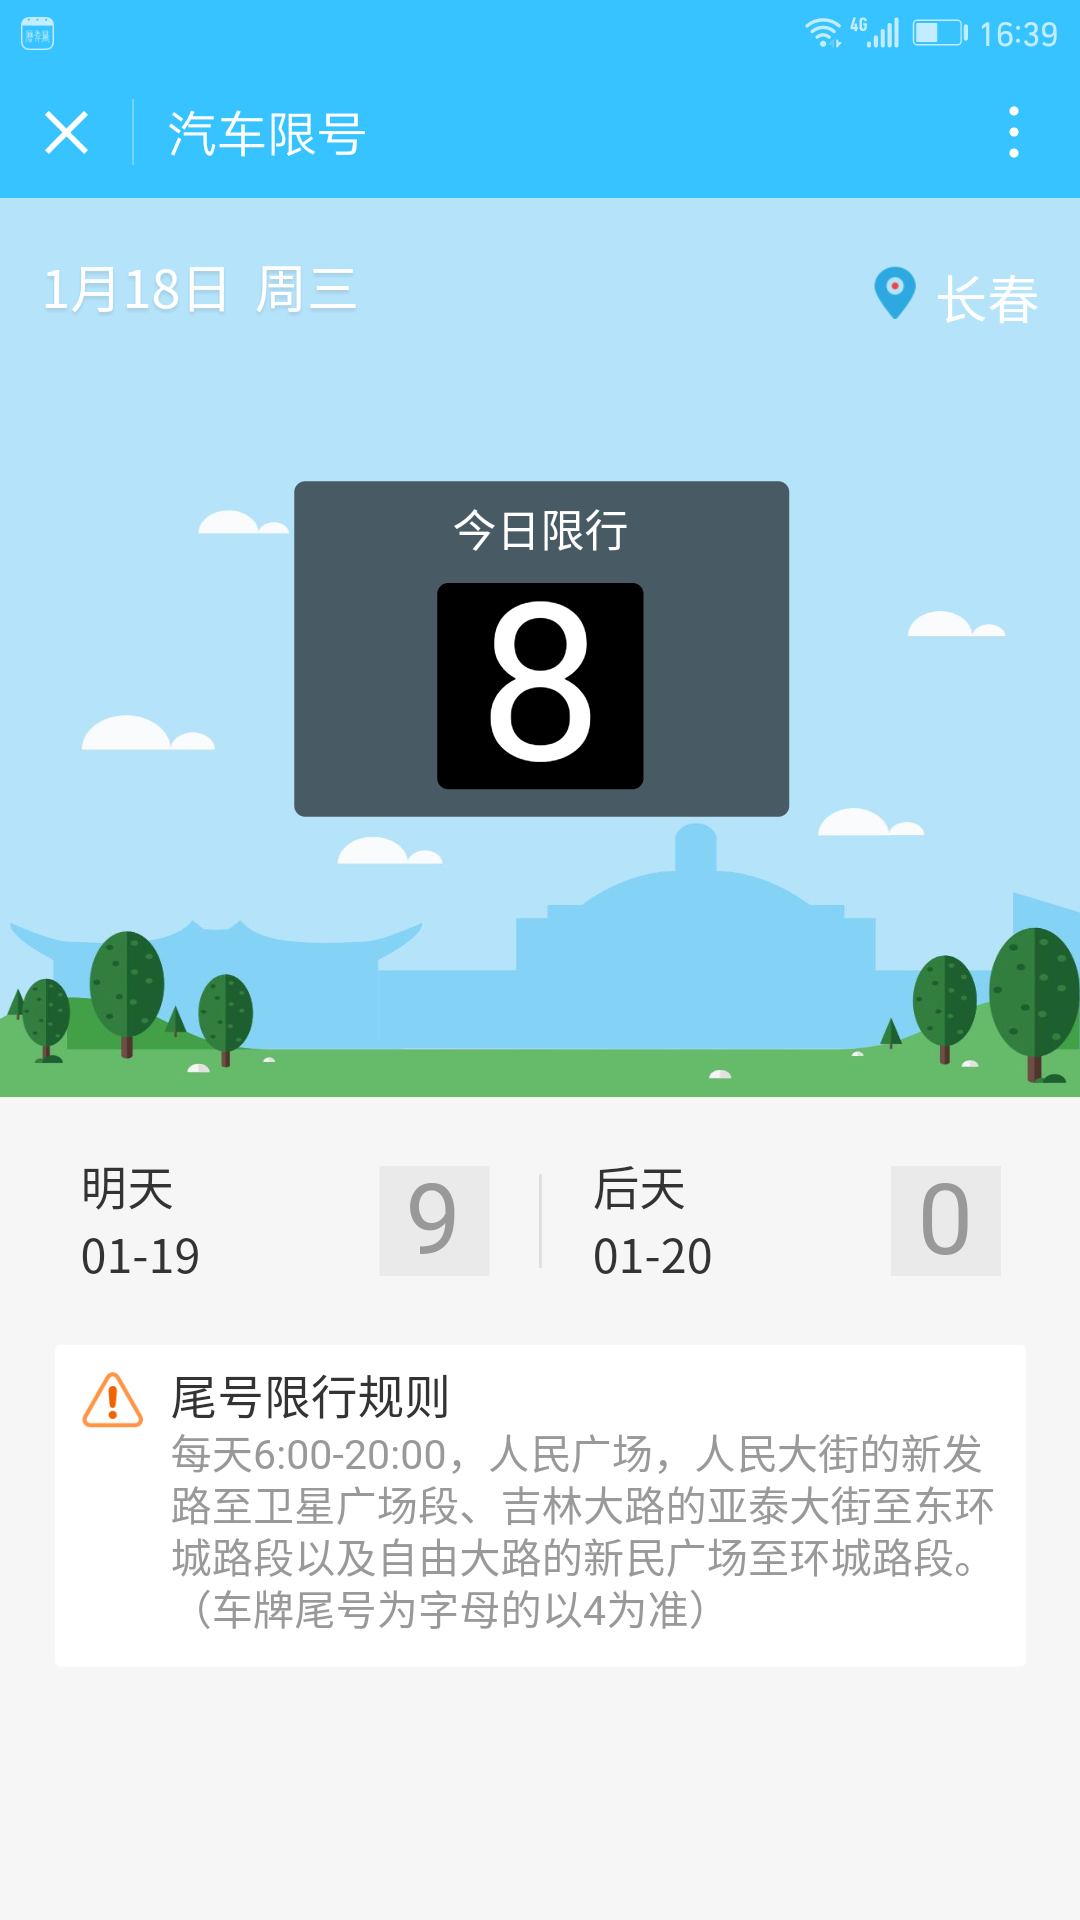 4G 16:39
汽车限号
1月18日 周三
长春
今日限行
8
明天
01-19
9
后天
01-20
0
尾号限行规则
每天6:00-20:00，人民广场，人民大街的新发
路至卫星广场段、吉林大路的亚泰大街至东环
城路段以及自由大路的新民广场至环城路段。
（车牌尾号为字母的以4为准）